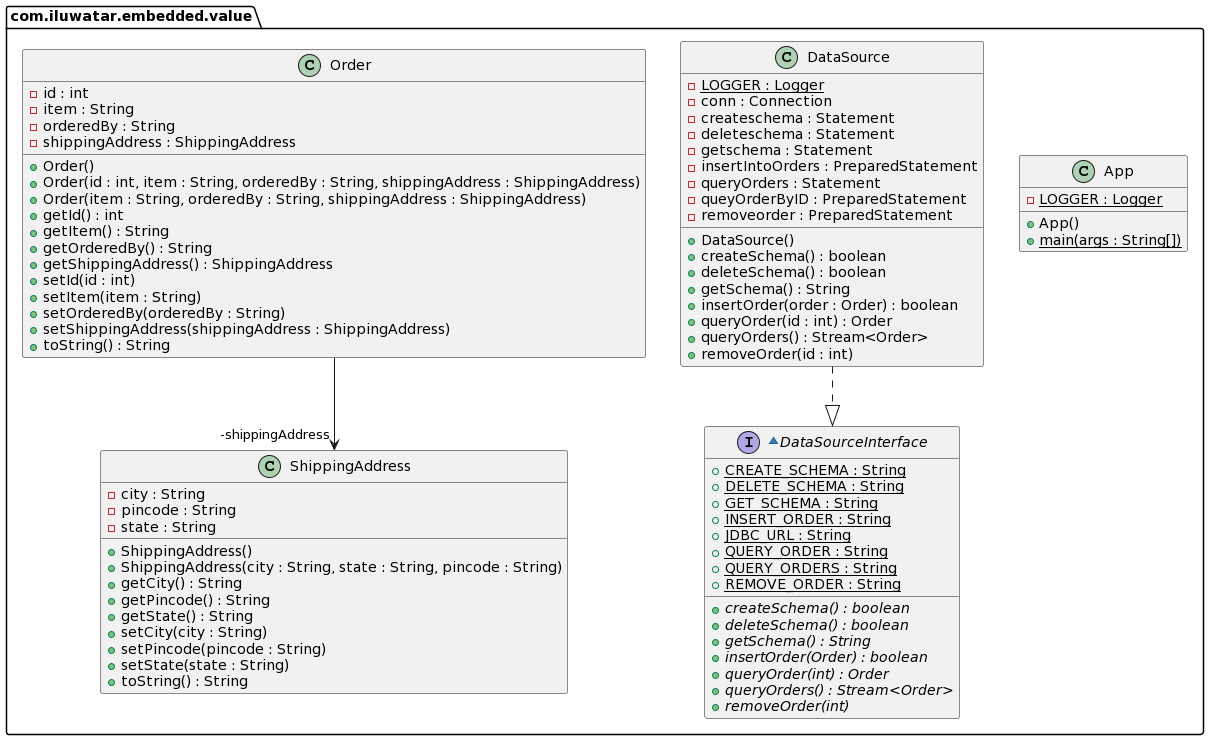 com.iluwatar.embedded.value
C Order
id : int
item : String
orderedBy : String
shippingAddress : ShippingAddress
Order()
Order(id : int, item : String, orderedBy : String, shippingAddress : ShippingAddress)
Order(item : String, orderedBy : String, shippingAddress : ShippingAddress)
getId() : int
getItem() : String
getOrderedBy() : String
getShippingAddress() : ShippingAddress
setId(id : int)
setItem(item : String)
setOrderedBy(orderedBy : String)
setShippingAddress(shippingAddress : ShippingAddress)
toString() : String
C DataSource
LOGGER : Logger
conn : Connection
createschema : Statement
deleteschema : Statement
getschema : Statement
insertIntoOrders : PreparedStatement
queryOrders : Statement
queyOrderByID : PreparedStatement
removeorder : PreparedStatement
DataSource()
createSchema() : boolean
deleteSchema() : boolean
getSchema() : String
insertOrder(order : Order) : boolean
queryOrder(id : int) : Order
queryOrders() : Stream<Order>
removeOrder(id : int)
C App
LOGGER : Logger
App()
main(args : String[])
-shippingAddress
C ShippingAddress
city : String
pincode : String
state : String
ShippingAddress()
ShippingAddress(city : String, state : String, pincode : String)
getCity() : String
getPincode() : String
getState() : String
setCity(city : String)
setPincode(pincode : String)
setState(state : String)
toString() : String
I DataSourceInterface
CREATE_SCHEMA : String
DELETE_SCHEMA : String
GET_SCHEMA : String
INSERT_ORDER : String
JDBC_URL : String
QUERY_ORDER : String
QUERY_ORDERS : String
REMOVE_ORDER : String
createSchema() : boolean
deleteSchema() : boolean
getSchema() : String
insertOrder(Order) : boolean
queryOrder(int) : Order
queryOrders() : Stream<Order>
removeOrder(int)